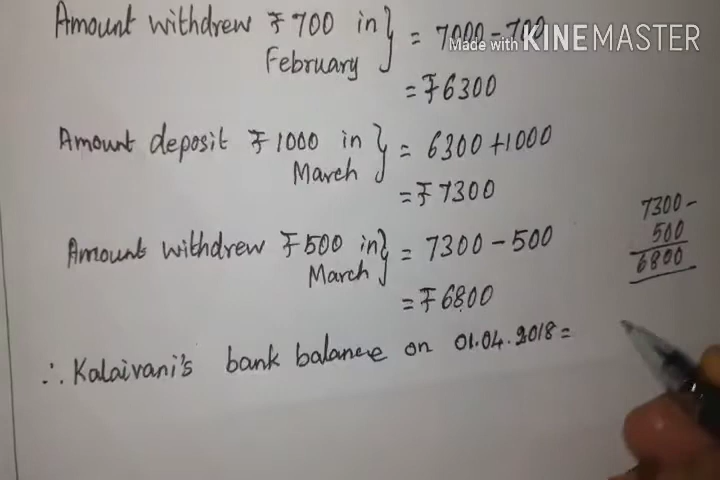 Amount withdrew ₹700 in } = 7000 - 700
February
= ₹6300
Amount deposit ₹1000 in } = 6300 + 1000
March
= ₹7300
Amount withdrew ₹500 in } = 7300 - 500
March
= ₹6800
7300 -
500
6800
∴ Kalaivani's bank balance on 01.04.2018 =
Made with KINEMASTER